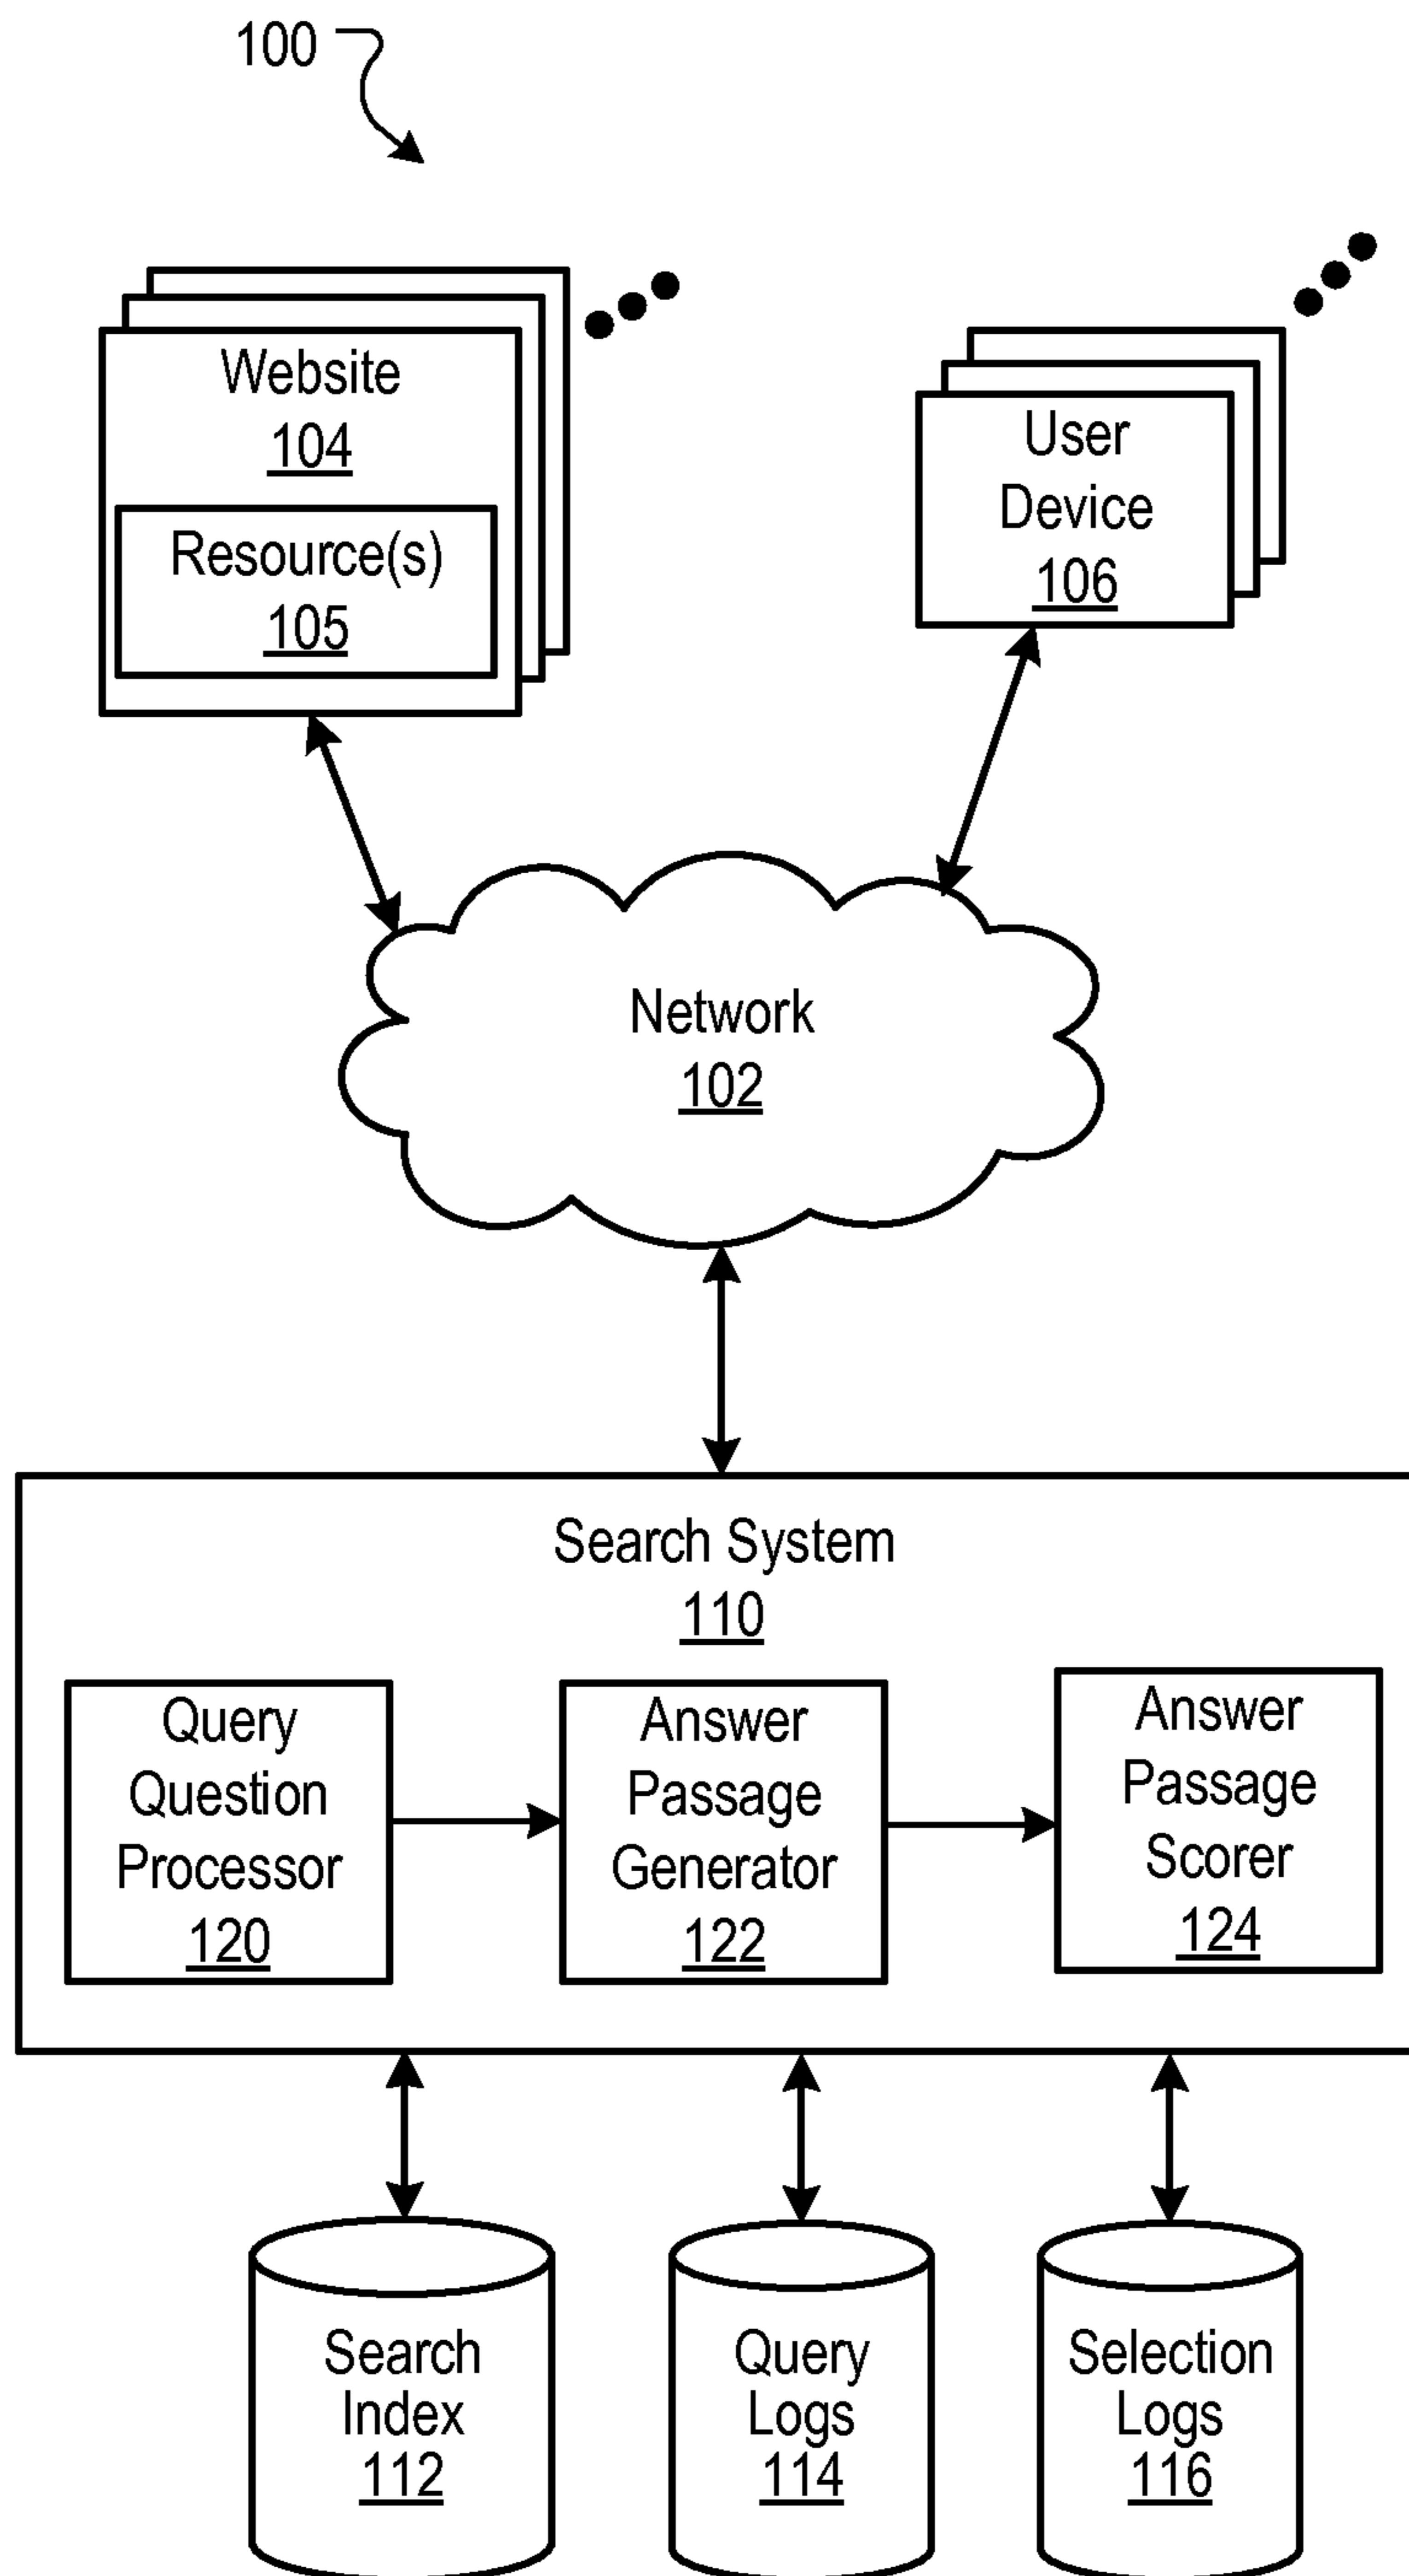 100
Website
104
Resource(s)
105
User
Device
106
Network
102
Search System
110
Query
Question
Processor
120
Answer
Passage
Generator
122
Answer
Passage
Scorer
124
Search
Index
112
Query
Logs
114
Selection
Logs
116